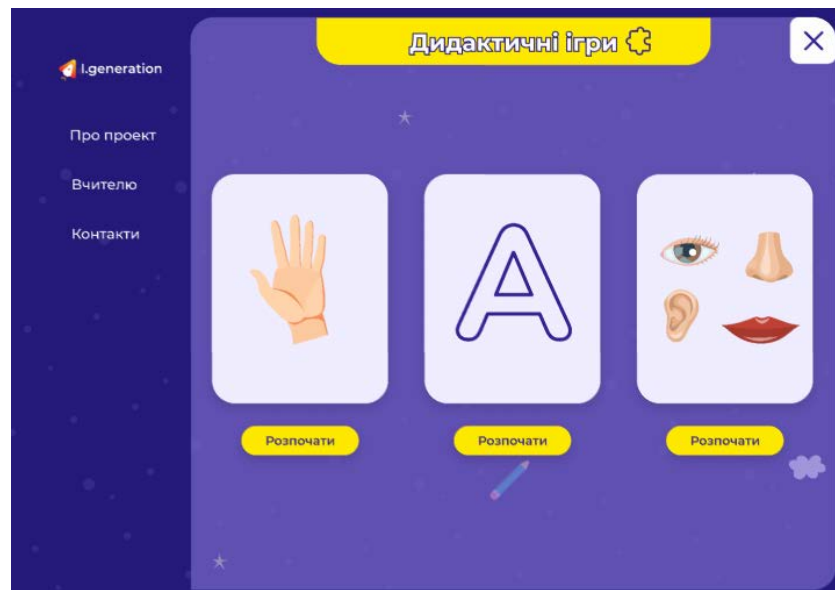 Дидактичні ігри
I.generation
Про проект
Вчителю
Контакти
A
Розпочати
Розпочати
Розпочати